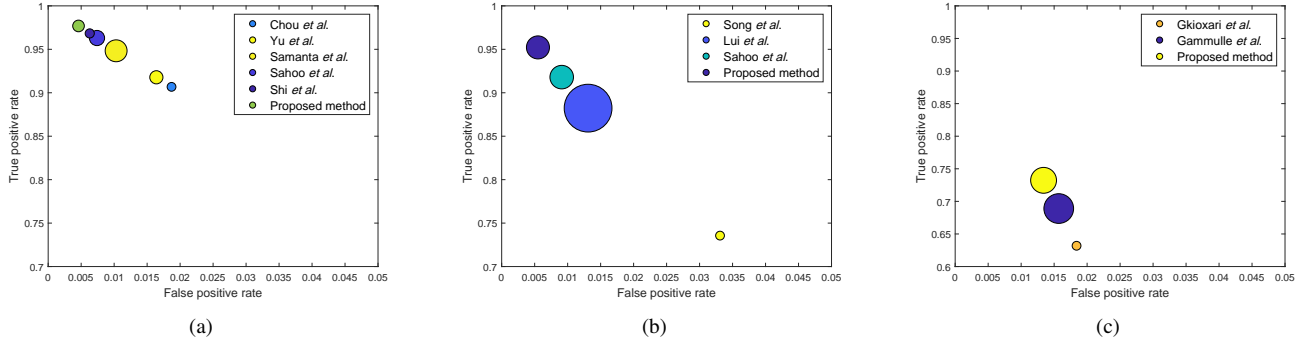 1
0.95
0.9
0.85
0.8
0.75
0.7
True positive rate
0 0.005 0.01 0.015 0.02 0.025 0.03 0.035 0.04 0.045 0.05
False positive rate
Chou et al.
Yu et al.
Samanta et al.
Sahoo et al.
Shi et al.
Proposed method
(a)
1
0.95
0.9
0.85
0.8
0.75
0.7
True positive rate
0 0.005 0.01 0.015 0.02 0.025 0.03 0.035 0.04 0.045 0.05
False positive rate
Song et al.
Lui et al.
Sahoo et al.
Proposed method
(b)
1
0.95
0.9
0.85
0.8
0.75
0.7
0.65
0.6
True positive rate
0 0.005 0.01 0.015 0.02 0.025 0.03 0.035 0.04 0.045 0.05
False positive rate
Gkioxari et al.
Gammulle et al.
Proposed method
(c)